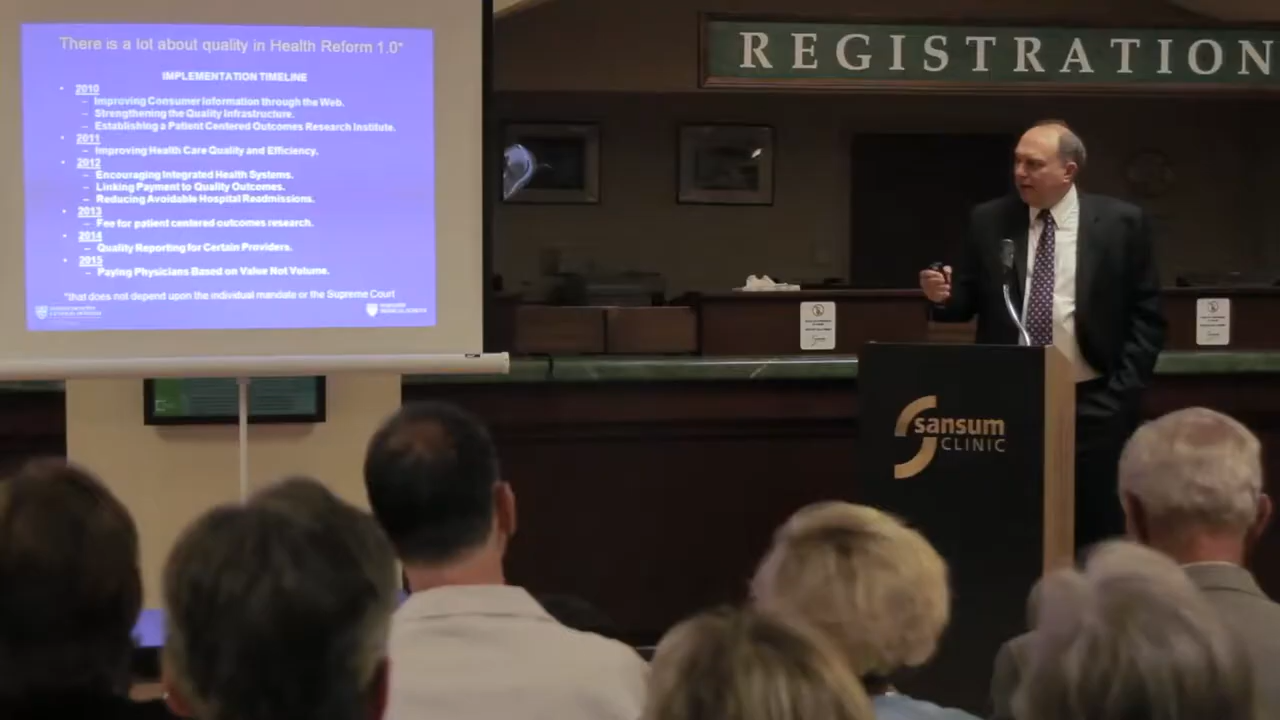 There is a lot about quality in Health Reform 1.0*
IMPLEMENTATION TIMELINE
• 2010
– Improving Consumer Information through the Web.
– Strengthening the Quality Infrastructure.
– Establishing a Patient Centered Outcomes Research Institute.
• 2011
– Improving Health Care Quality and Efficiency.
• 2012
– Encouraging Integrated Health Systems.
– Linking Payment to Quality Outcomes.
– Reducing Avoidable Hospital Readmissions.
• 2013
– Fee for patient centered outcomes research.
• 2014
– Quality Reporting for Certain Providers.
• 2015
– Paying Physicians Based on Value Not Volume.
*that does not depend upon the individual mandate or the Supreme Court
REGISTRATION
sansum
CLINIC